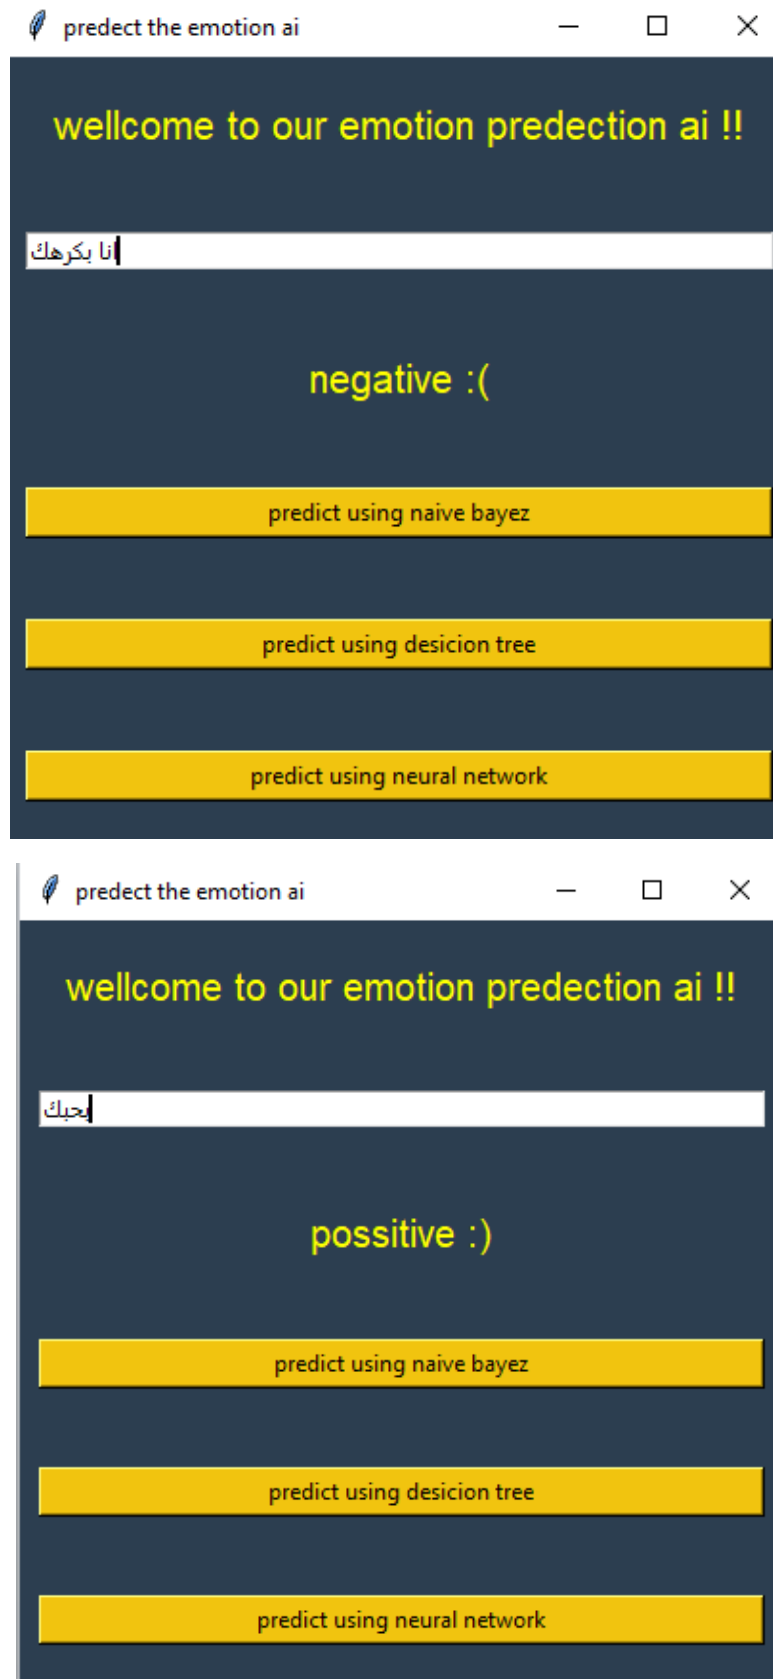 predect the emotion ai
wellcome to our emotion predection ai !!
انا بكرهك
negative :(
predict using naive bayez
predict using desicion tree
predict using neural network
predect the emotion ai
wellcome to our emotion predection ai !!
بحبك
possitive :)
predict using naive bayez
predict using desicion tree
predict using neural network